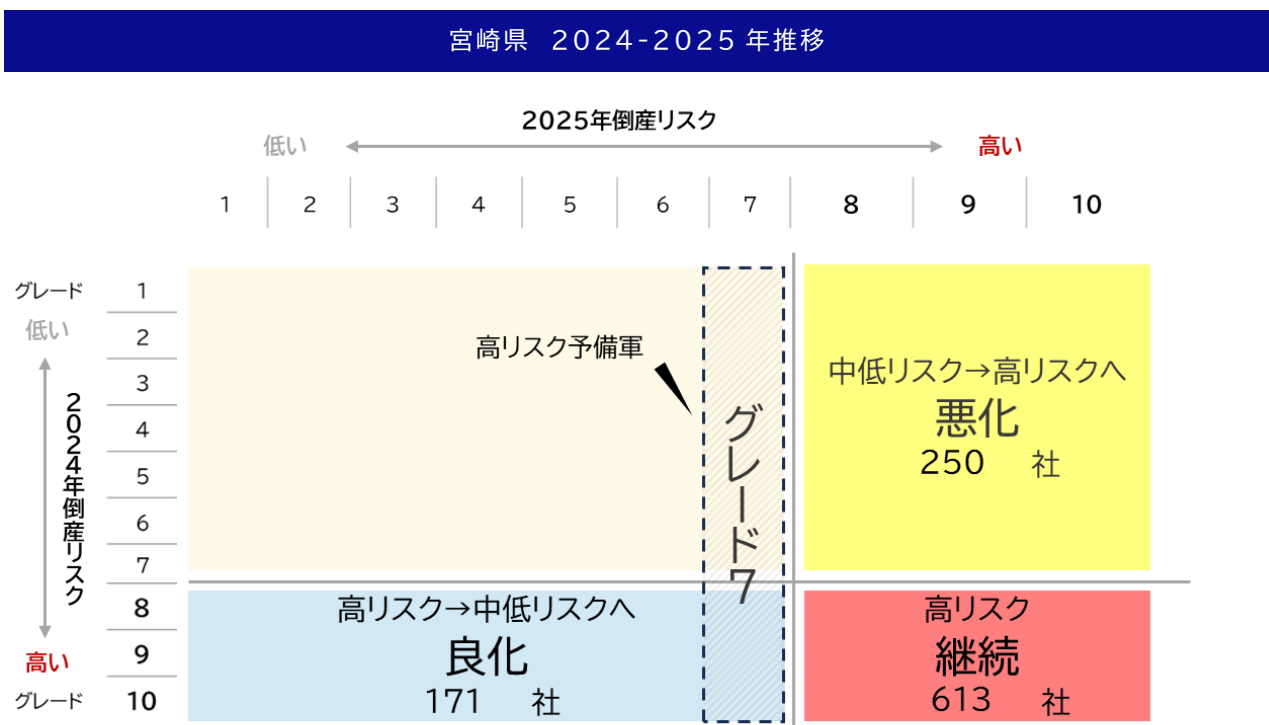 宮崎県 2024-2025年推移
2025年倒産リスク
低い
高い
1 2 3 4 5 6 7 8 9 10
グレード
低い
2024年倒産リスク
高い
グレード
1
2
3
4
5
6
7
8
9
10
高リスク予備軍
グレード7
中低リスク→高リスクへ
悪化
250 社
高リスク→中低リスクへ
良化
171 社
高リスク
継続
613 社